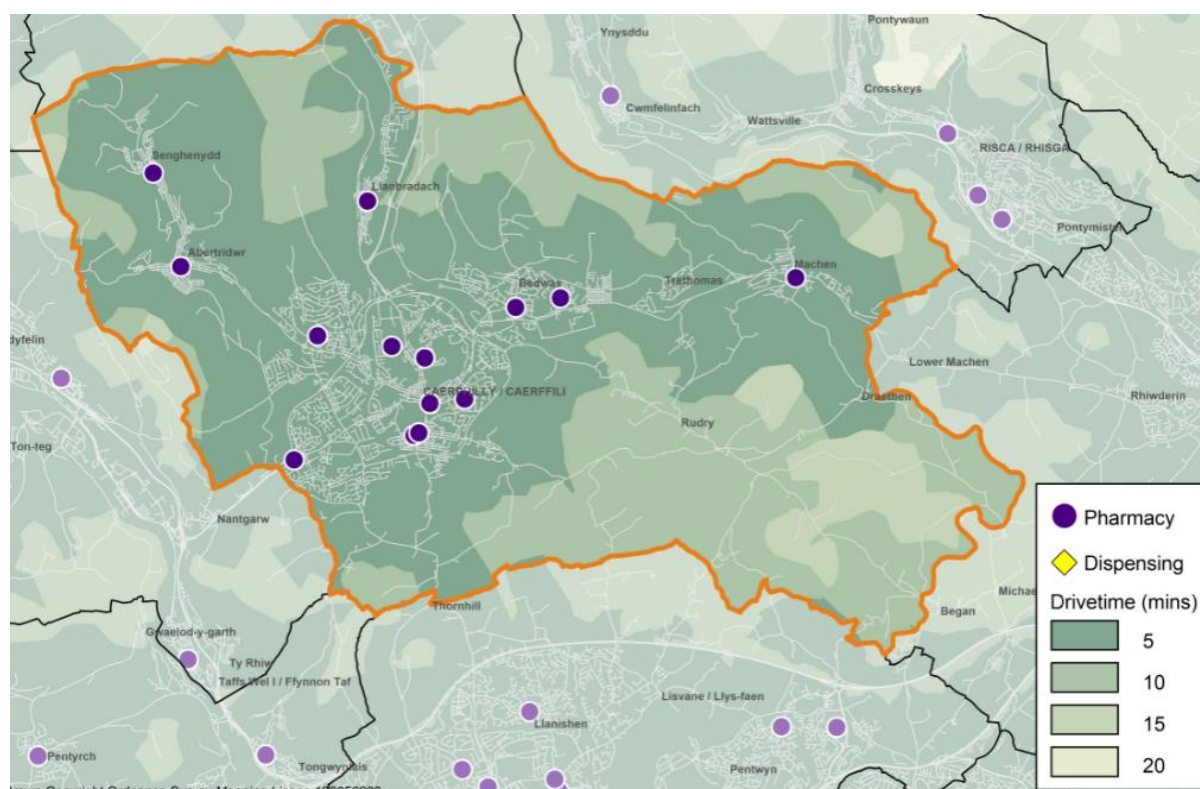 Pontywaun
Ynysddu
Crosskeys
Cwmfelinfach
Wattsville
RISCA / RHISGA
Senghenydd
Llanbradach
Pontymister
Abertridwr
Machen
Trethomas
Bedwas
dyfelin
Lower Machen
CAERPHILLY / CAERFFILI
Draethen
Rhiwderin
Rudry
Ton-teg
Nantgarw
Pharmacy
Dispensing
Drivetime (mins)
5
10
15
20
Michae
Began
Thornhill
Gwaelod-y-garth
Ty Rhiw
Taffs Wel l / Ffynnon Taf
Lisvane / Llys-faen
Llanishen
Pentyrch
Tongwynlais
Pentwyn